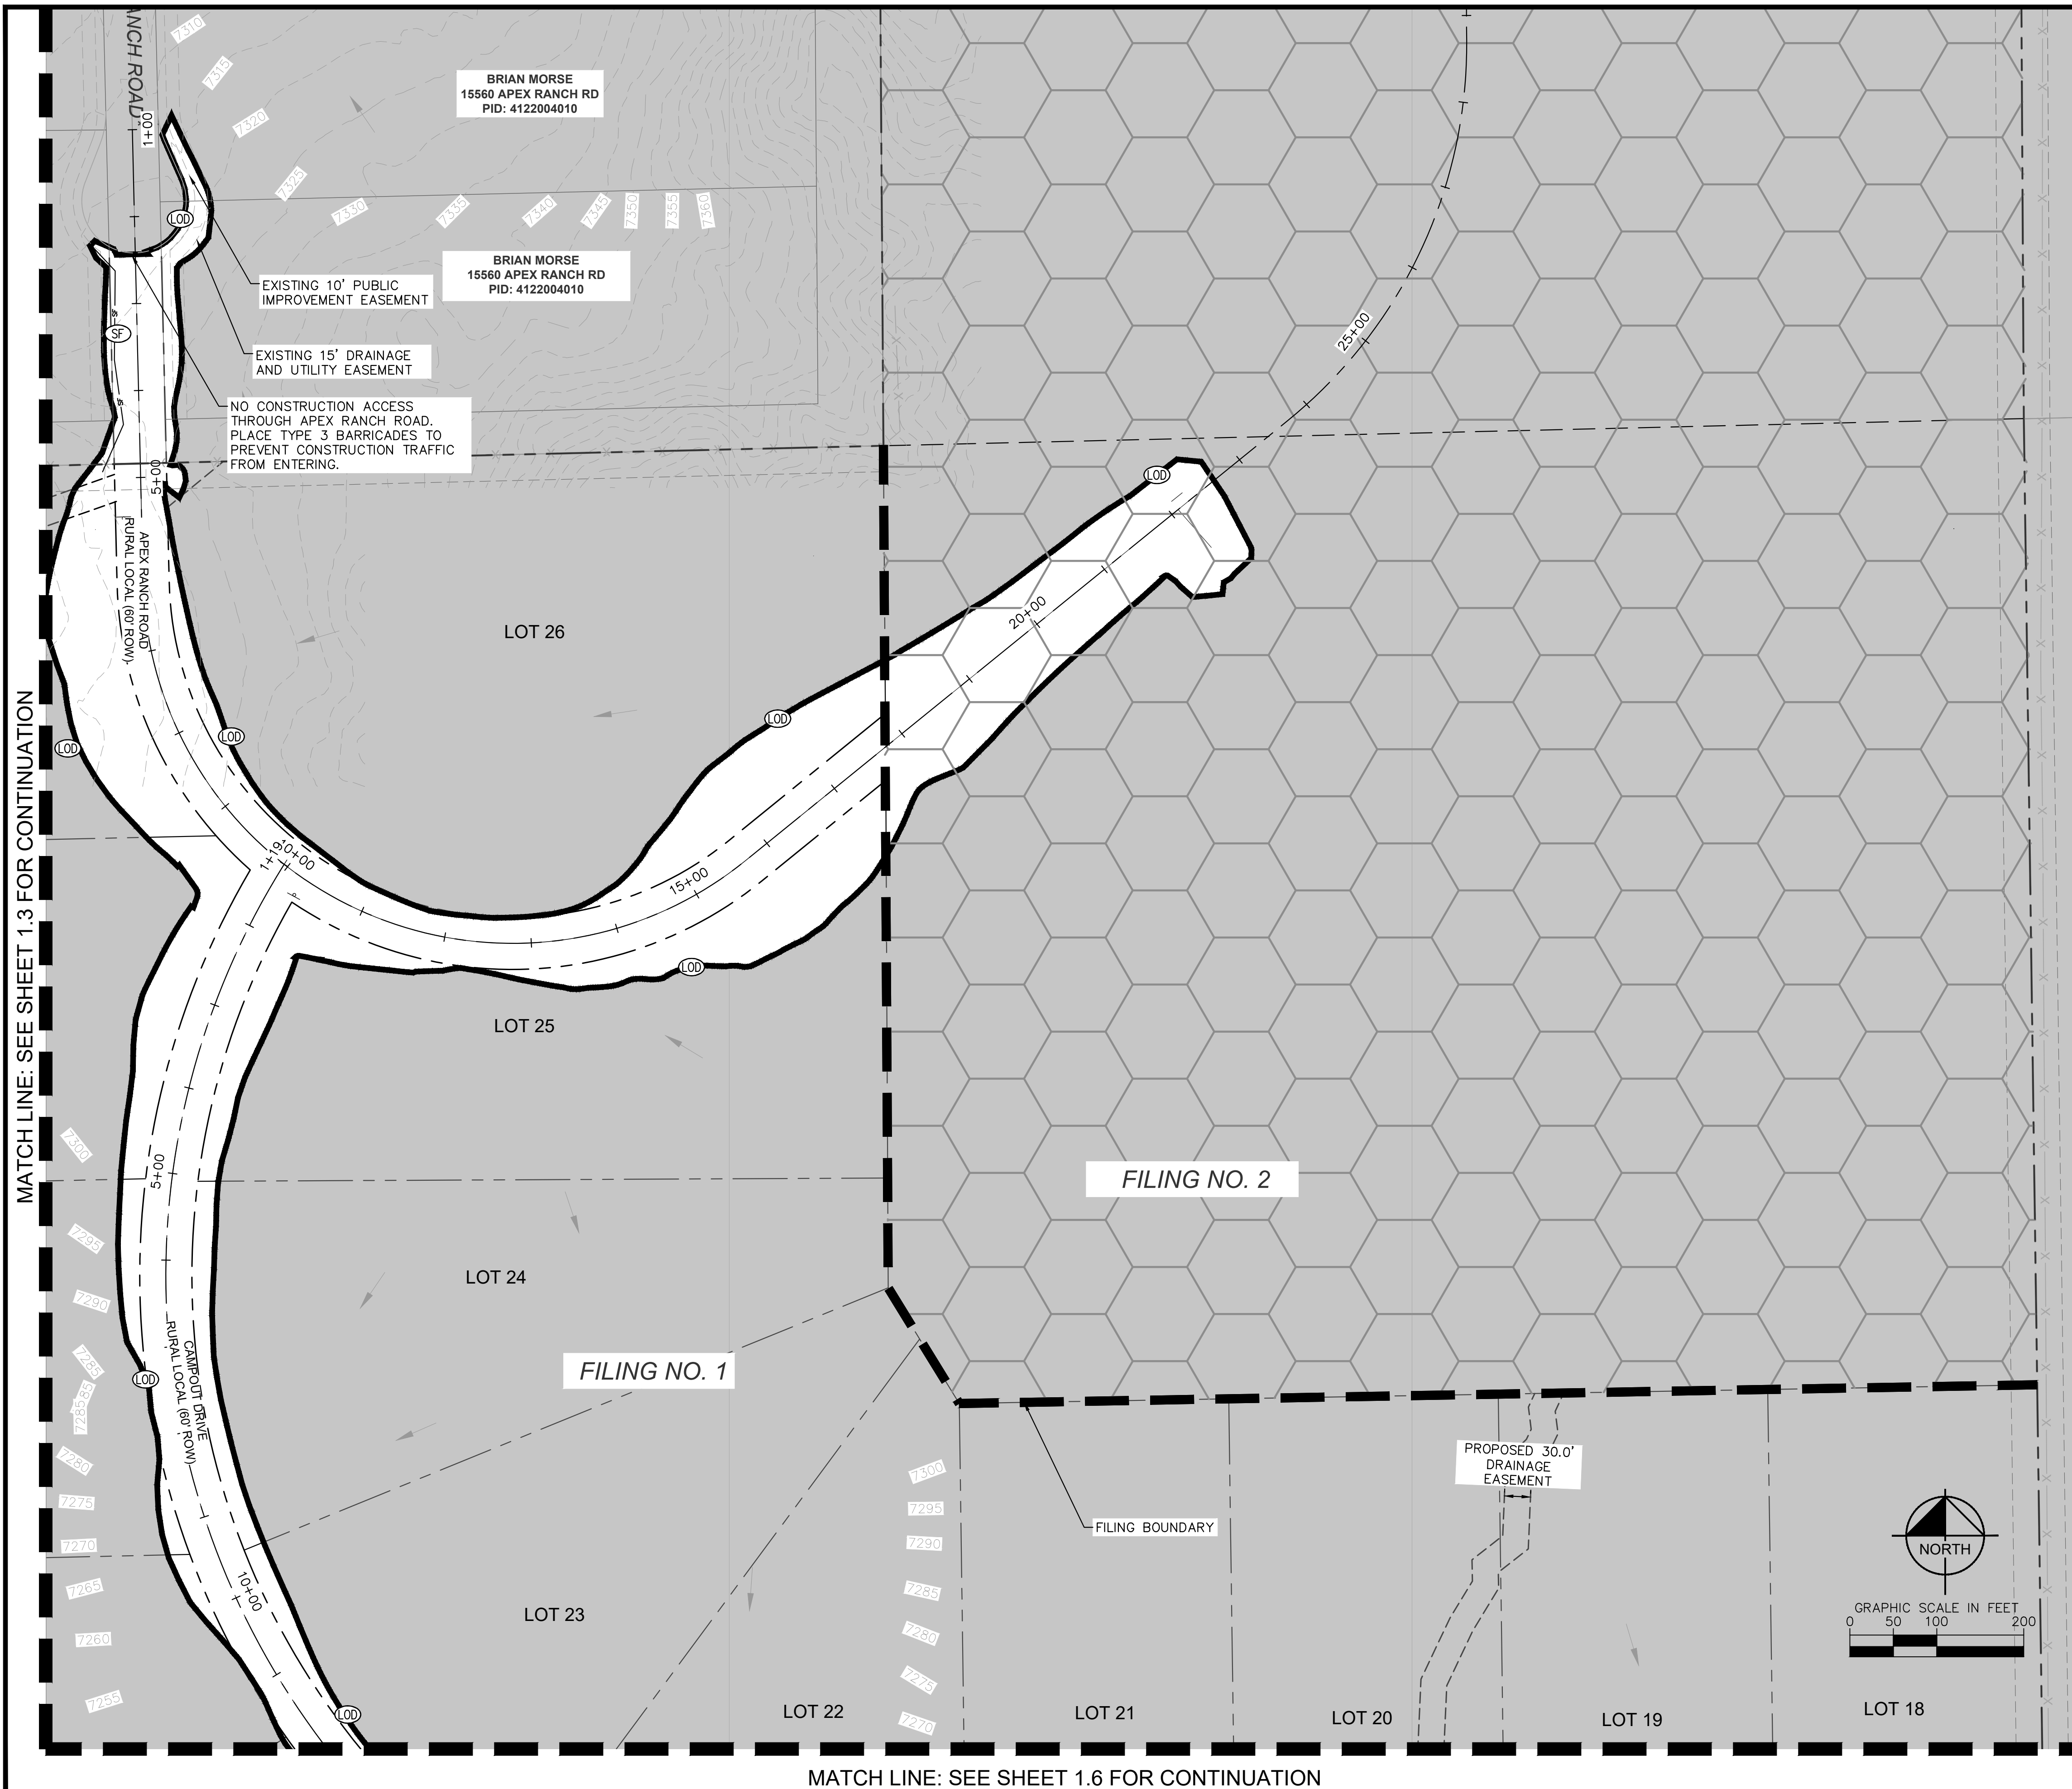 ANCH ROAD
1+00
7310
7315
7320
7325
7330
7335
7340
7345
7350
7355
7360
BRIAN MORSE
15560 APEX RANCH RD
PID: 4122004010
BRIAN MORSE
15560 APEX RANCH RD
PID: 4122004010
LOD
EXISTING 10' PUBLIC
IMPROVEMENT EASEMENT
SF
SF
EXISTING 15' DRAINAGE
AND UTILITY EASEMENT
SF
NO CONSTRUCTION ACCESS
THROUGH APEX RANCH ROAD.
PLACE TYPE 3 BARRICADES TO
PREVENT CONSTRUCTION TRAFFIC
FROM ENTERING.
25+00
5+00
LOD
APEX RANCH ROAD
RURAL LOCAL (60' ROW)
LOT 26
20+00
LOD
LOD
LOD
MATCH LINE: SEE SHEET 1.3 FOR CONTINUATION
1+19
10+00
15+00
LOD
LOT 25
7300
7295
7290
7285
7285
7285
7280
7275
7270
7265
7260
7255
5+00
LOT 24
FILING NO. 2
FILING NO. 1
LOD
CAMPOUT DRIVE
RURAL LOCAL (60' ROW)
10+00
LOT 23
LOD
FILING BOUNDARY
PROPOSED 30.0'
DRAINAGE
EASEMENT
7300
7295
7290
7285
7280
7275
7270
NORTH
GRAPHIC SCALE IN FEET
0 50 100 200
LOT 22
LOT 21
LOT 20
LOT 19
LOT 18
MATCH LINE: SEE SHEET 1.6 FOR CONTINUATION